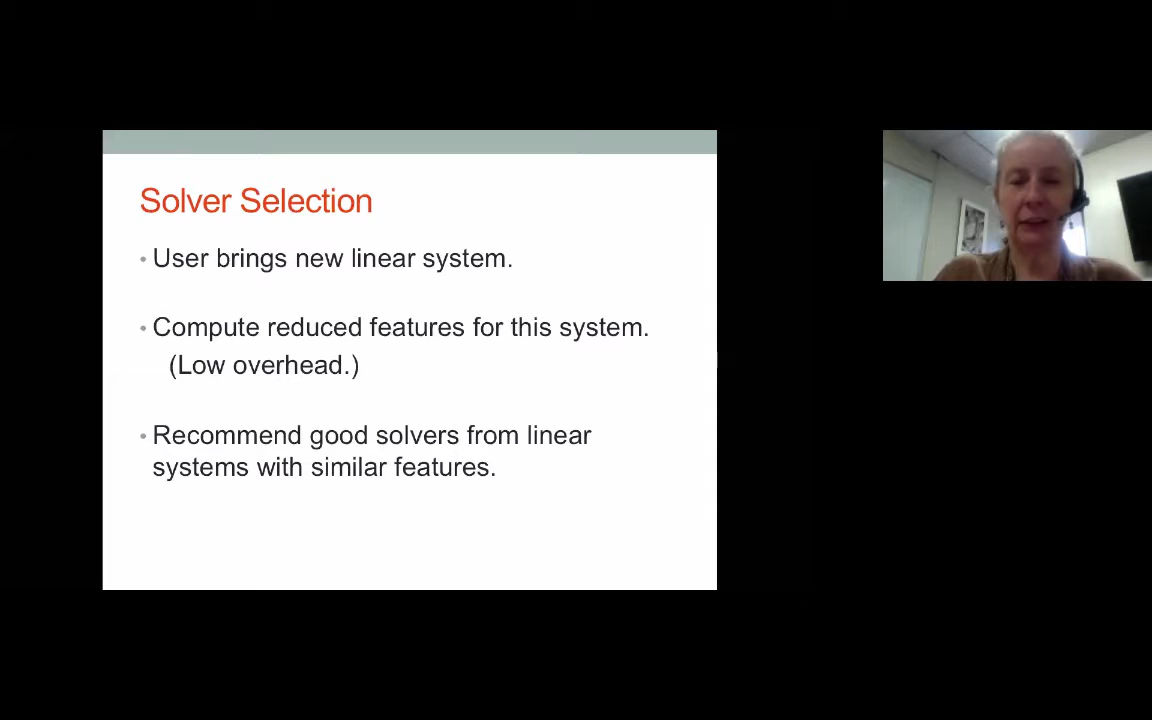 Solver Selection
• User brings new linear system.
• Compute reduced features for this system.
(Low overhead.)
• Recommend good solvers from linear
systems with similar features.